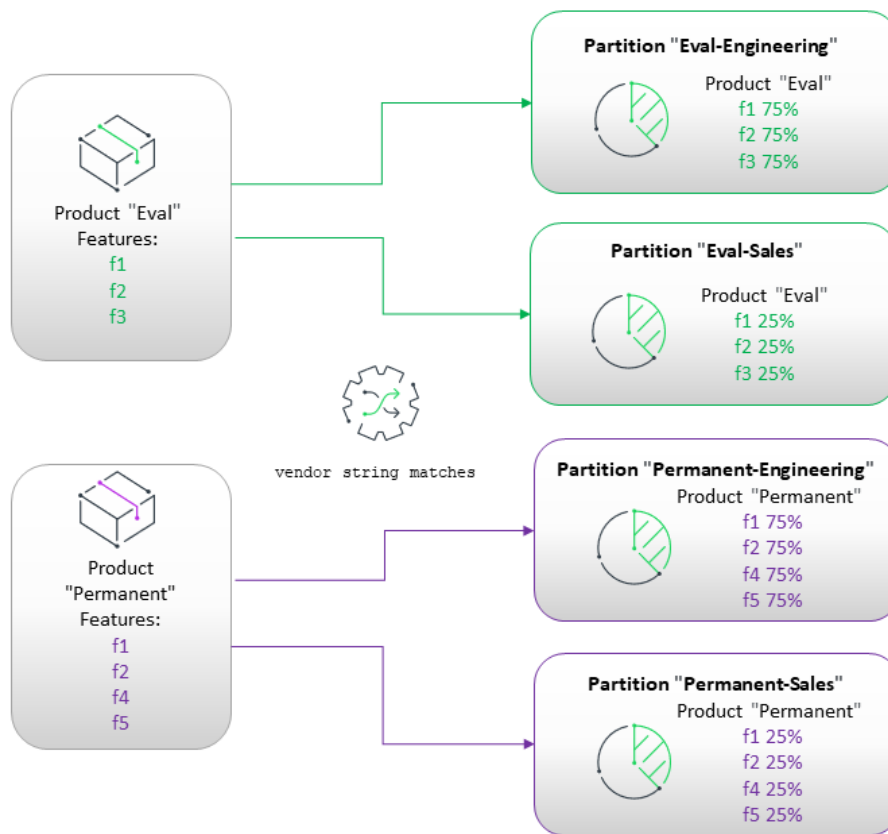 Product "Eval"
Features:
f1
f2
f3
Partition "Eval-Engineering"
Product "Eval"
f1 75%
f2 75%
f3 75%
Partition "Eval-Sales"
Product "Eval"
f1 25%
f2 25%
f3 25%
vendor string matches
Product
"Permanent"
Features:
f1
f2
f4
f5
Partition "Permanent-Engineering"
Product "Permanent"
f1 75%
f2 75%
f4 75%
f5 75%
Partition "Permanent-Sales"
Product "Permanent"
f1 25%
f2 25%
f4 25%
f5 25%